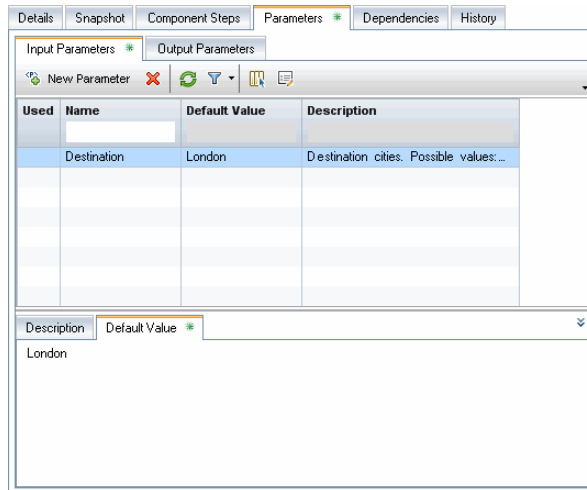 Details Snapshot Component Steps Parameters * Dependencies History
Input Parameters * Output Parameters
New Parameter
Used Name Default Value Description
Destination London Destination cities. Possible values:...
Description Default Value *
London